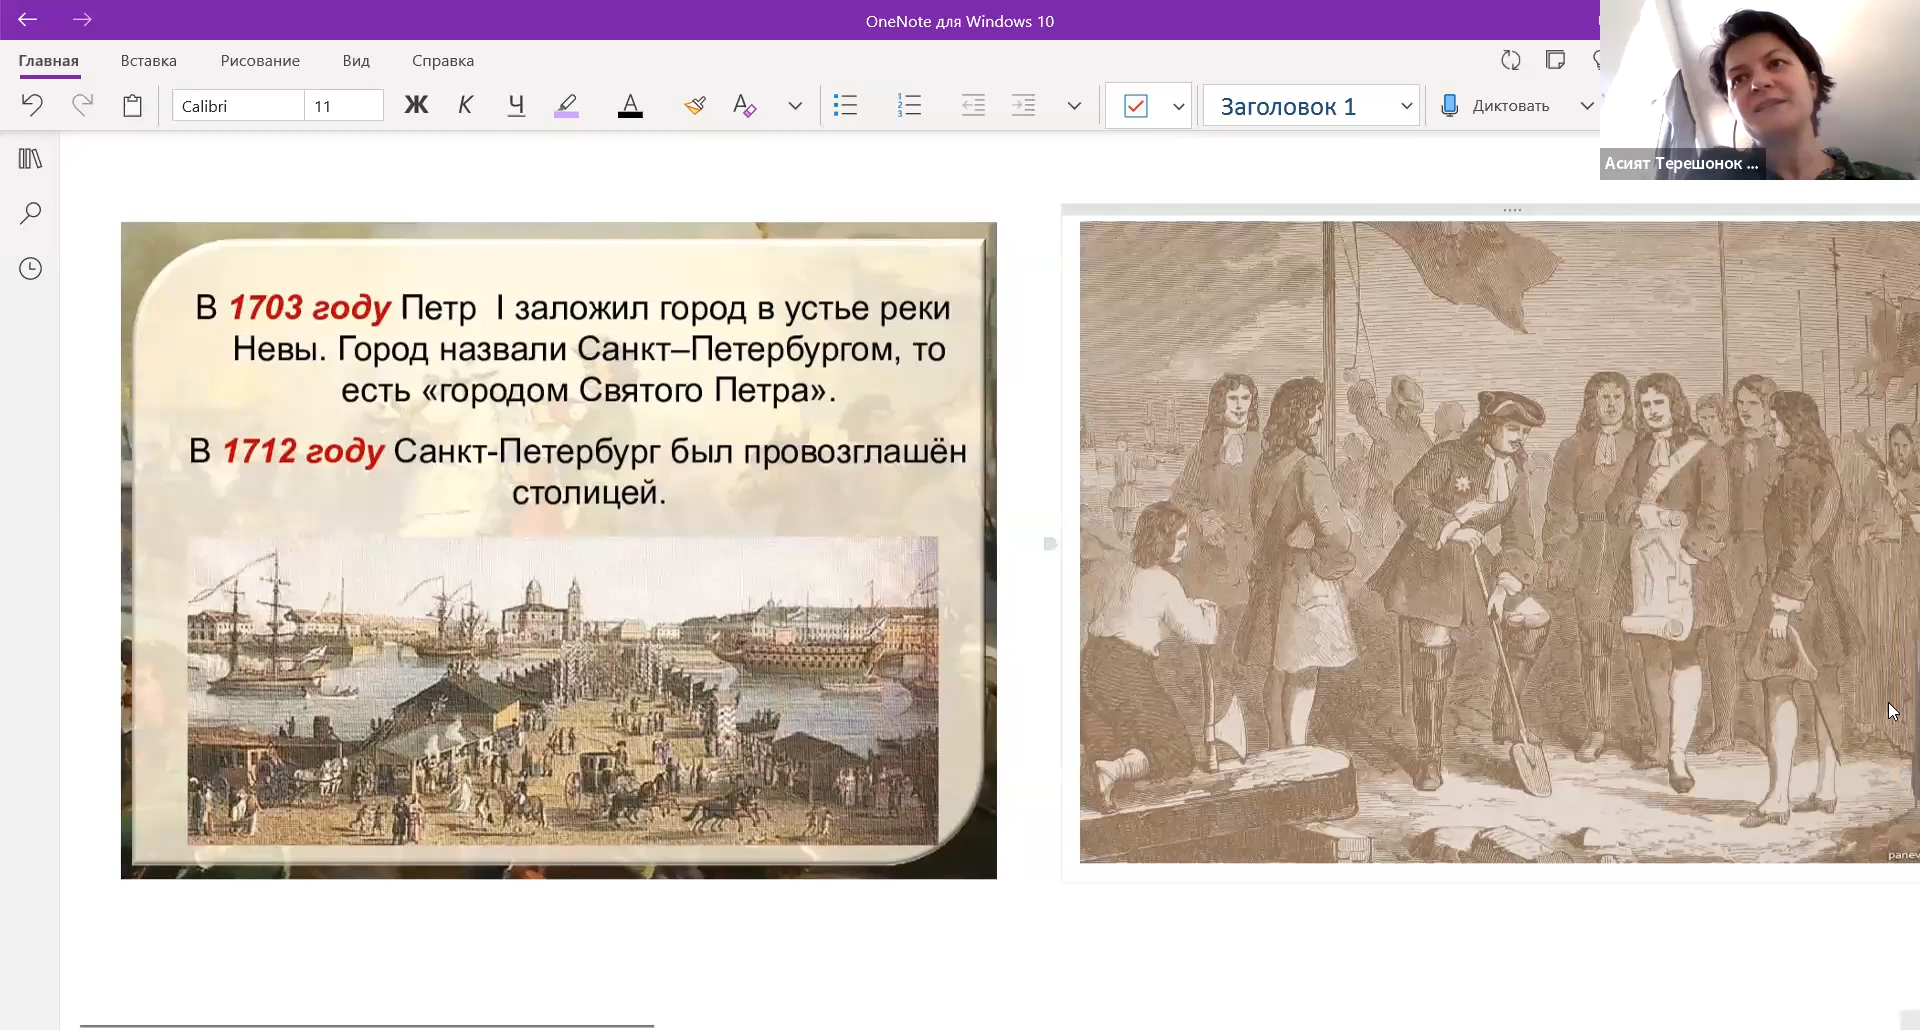 OneNote для Windows 10
Главная
Вставка
Рисование
Вид
Справка
Calibri
11
Ж
К
Ч
А
Заголовок 1
Диктовать
Асият Терешонок ...
В 1703 году Петр I заложил город в устье реки
Невы. Город назвали Санкт–Петербургом, то
есть «городом Святого Петра».
В 1712 году Санкт-Петербург был провозглашён
столицей.